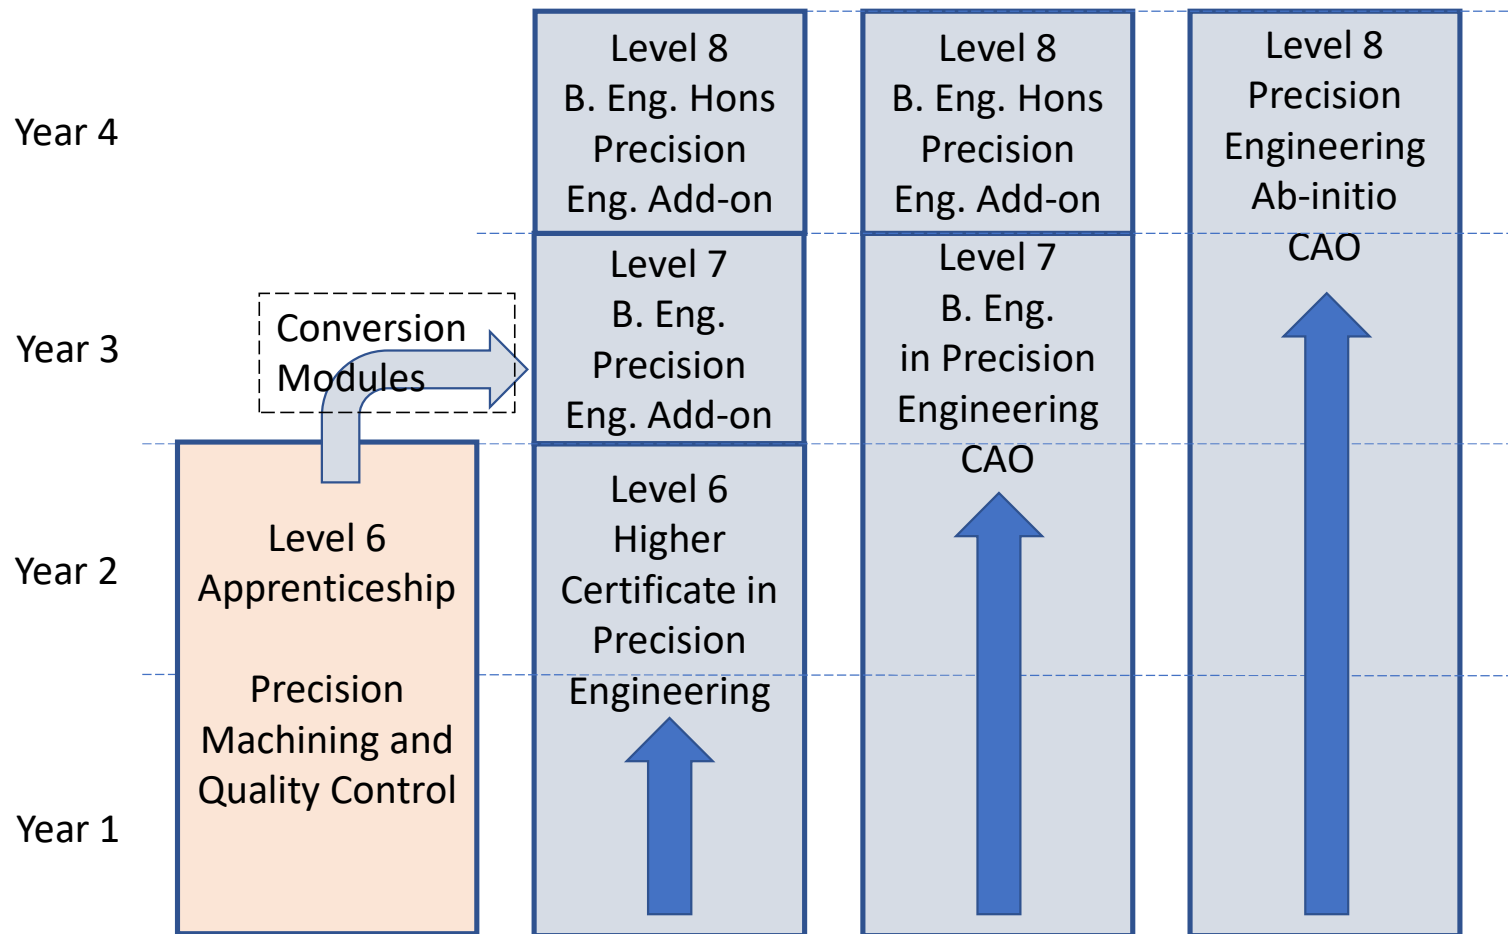 Year 4
Year 3
Year 2
Year 1
Conversion
Modules
Level 6
Apprenticeship
Precision
Machining and
Quality Control
Level 8
B. Eng. Hons
Precision
Eng. Add-on
Level 7
B. Eng.
Precision
Eng. Add-on
Level 6
Higher
Certificate in
Precision
Engineering
Level 8
B. Eng. Hons
Precision
Eng. Add-on
Level 7
B. Eng.
in Precision
Engineering
CAO
Level 8
Precision
Engineering
Ab-initio
CAO